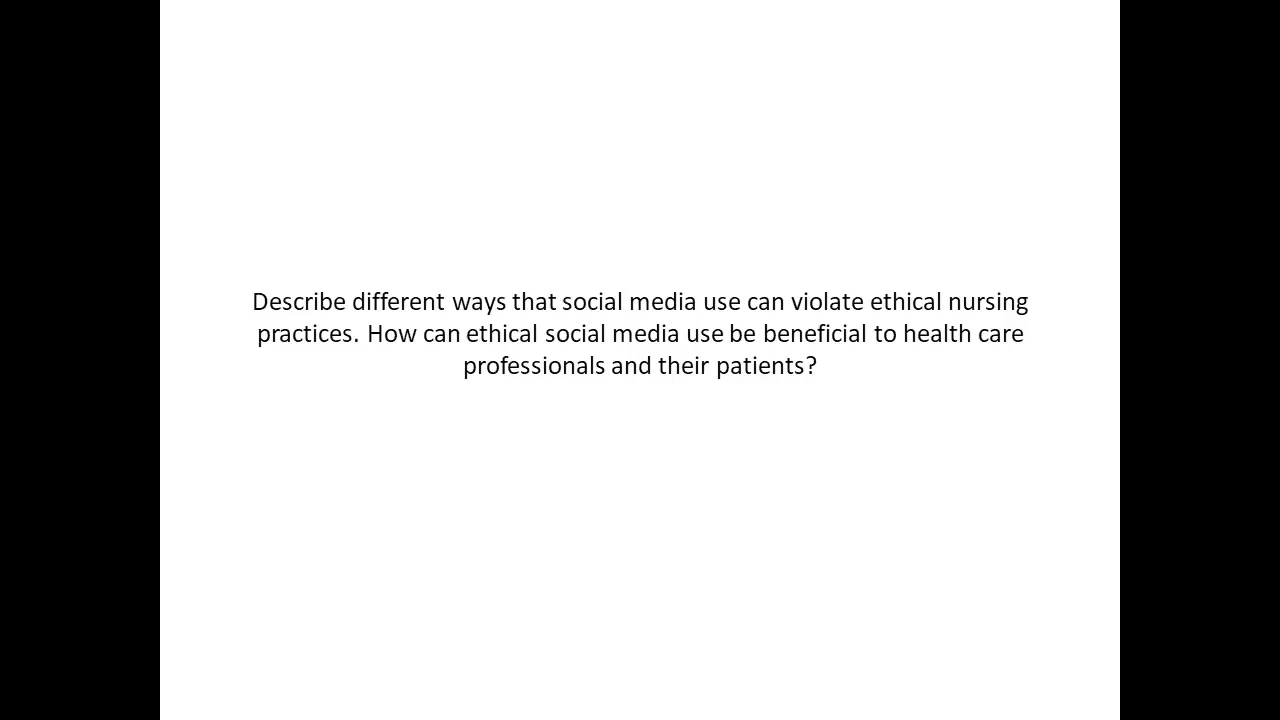 Describe different ways that social media use can violate ethical nursing
practices. How can ethical social media use be beneficial to health care
professionals and their patients?